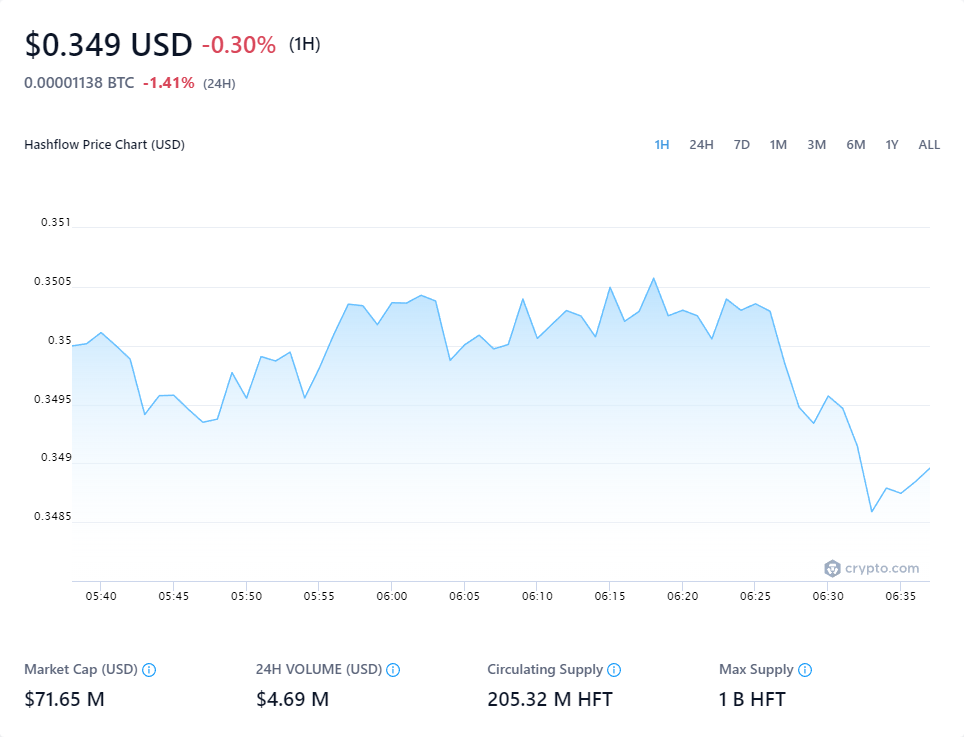 $0.349 USD -0.30% (1H)
0.00001138 BTC -1.41% (24H)
Hashflow Price Chart (USD) 1H 24H 7D 1M 3M 6M 1Y ALL
0.351
0.3505
0.35
0.3495
0.349
0.3485
crypto.com
05:40 05:45 05:50 05:55 06:00 06:05 06:10 06:15 06:20 06:25 06:30 06:35
Market Cap (USD) 24H VOLUME (USD) Circulating Supply Max Supply
$71.65 M $4.69 M 205.32 M HFT 1 B HFT